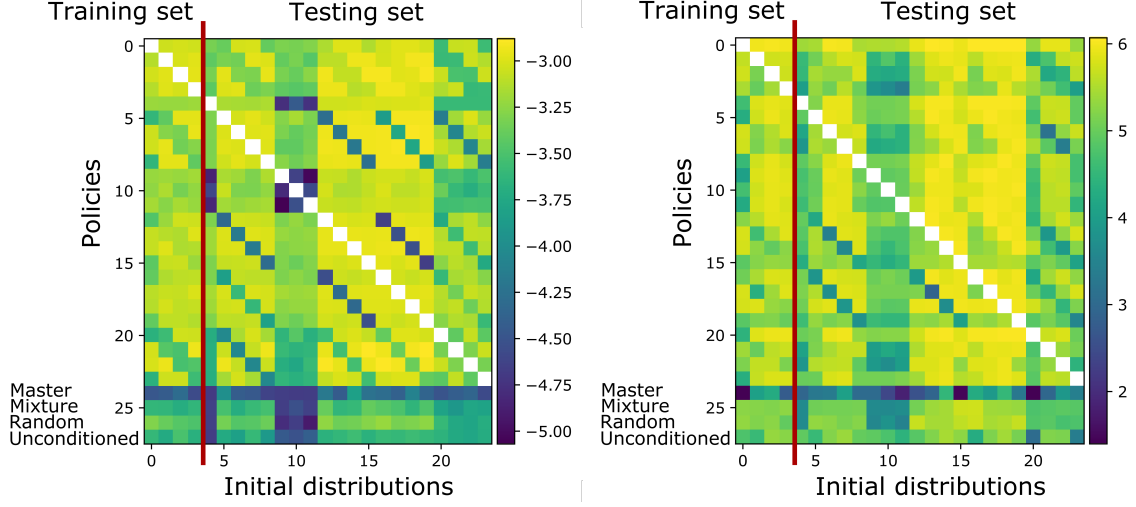 Training set Testing set
0
5
10
15
20
25
Policies
Master
Mixture
Random
Unconditioned
0 5 10 15 20
Initial distributions
−3.00
−3.25
−3.50
−3.75
−4.00
−4.25
−4.50
−4.75
−5.00
Training set Testing set
0
5
10
15
20
25
Policies
Master
Mixture
Random
Unconditioned
0 5 10 15 20
Initial distributions
6
5
4
3
2